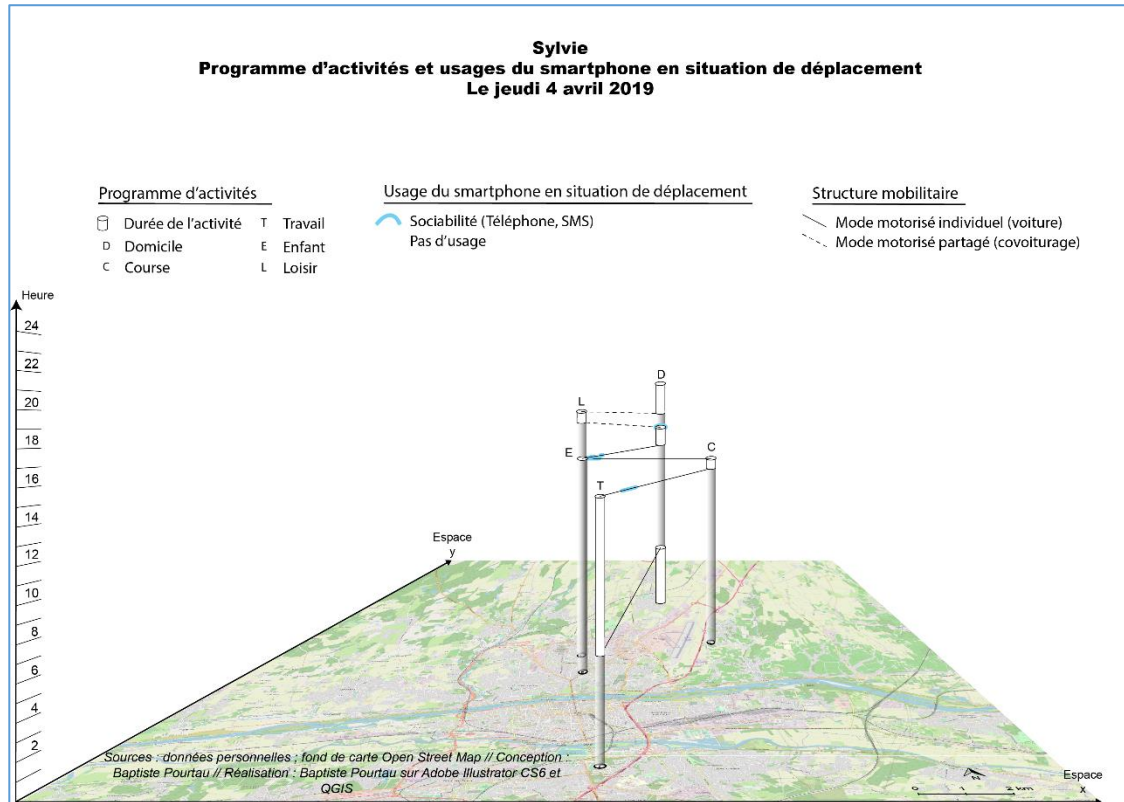 Sylvie
Programme d'activités et usages du smartphone en situation de déplacement
Le jeudi 4 avril 2019
Programme d'activités
Durée de l'activité
D Domicile
C Course
T Travail
E Enfant
L Loisir
Usage du smartphone en situation de déplacement
Sociabilité (Téléphone, SMS)
Pas d'usage
Structure mobilitaire
Mode motorisé individuel (voiture)
Mode motorisé partagé (covoiturage)
Heure
24
22
20
18
16
14
12
10
8
6
4
2
D
L
E
C
T
Espace
y
Sources : données personnelles ; fond de carte Open Street Map // Conception :
Baptiste Pourtau // Réalisation : Baptiste Pourtau sur Adobe Illustrator CS6 et
QGIS
N
0 1 2 km
Espace
x